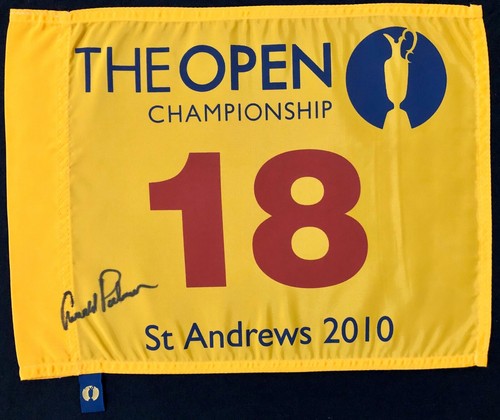 THE OPEN
CHAMPIONSHIP
18
Arnold Palmer
St Andrews 2010